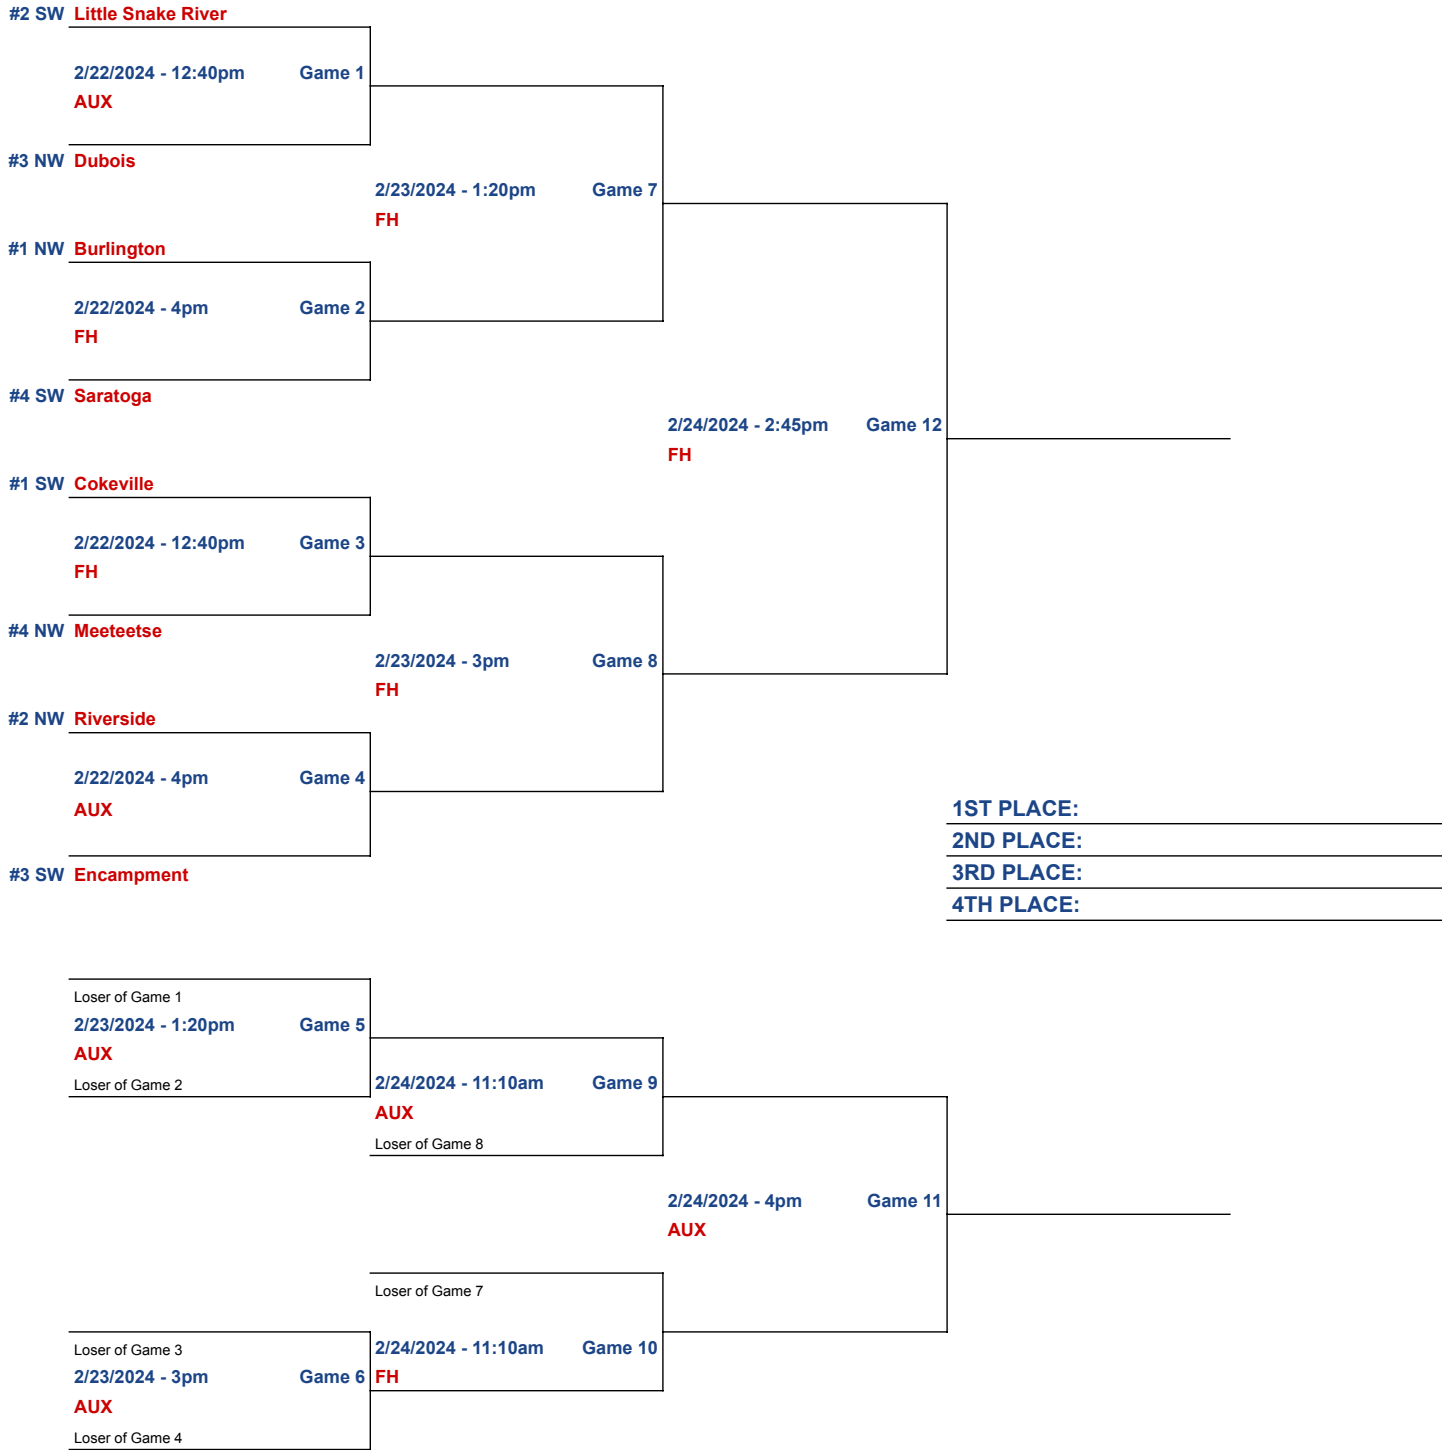 #2 SW Little Snake River
2/22/2024 - 12:40pm Game 1
AUX
#3 NW Dubois
2/23/2024 - 1:20pm Game 7
FH
#1 NW Burlington
2/22/2024 - 4pm Game 2
FH
#4 SW Saratoga
2/24/2024 - 2:45pm Game 12
FH
#1 SW Cokeville
2/22/2024 - 12:40pm Game 3
FH
#4 NW Meeteetse
2/23/2024 - 3pm Game 8
FH
#2 NW Riverside
2/22/2024 - 4pm Game 4
AUX
1ST PLACE:
2ND PLACE:
3RD PLACE:
4TH PLACE:
#3 SW Encampment
Loser of Game 1
2/23/2024 - 1:20pm Game 5
AUX
Loser of Game 2
2/24/2024 - 11:10am Game 9
AUX
Loser of Game 8
2/24/2024 - 4pm Game 11
AUX
Loser of Game 7
Loser of Game 3
2/24/2024 - 11:10am Game 10
2/23/2024 - 3pm Game 6
FH
AUX
Loser of Game 4